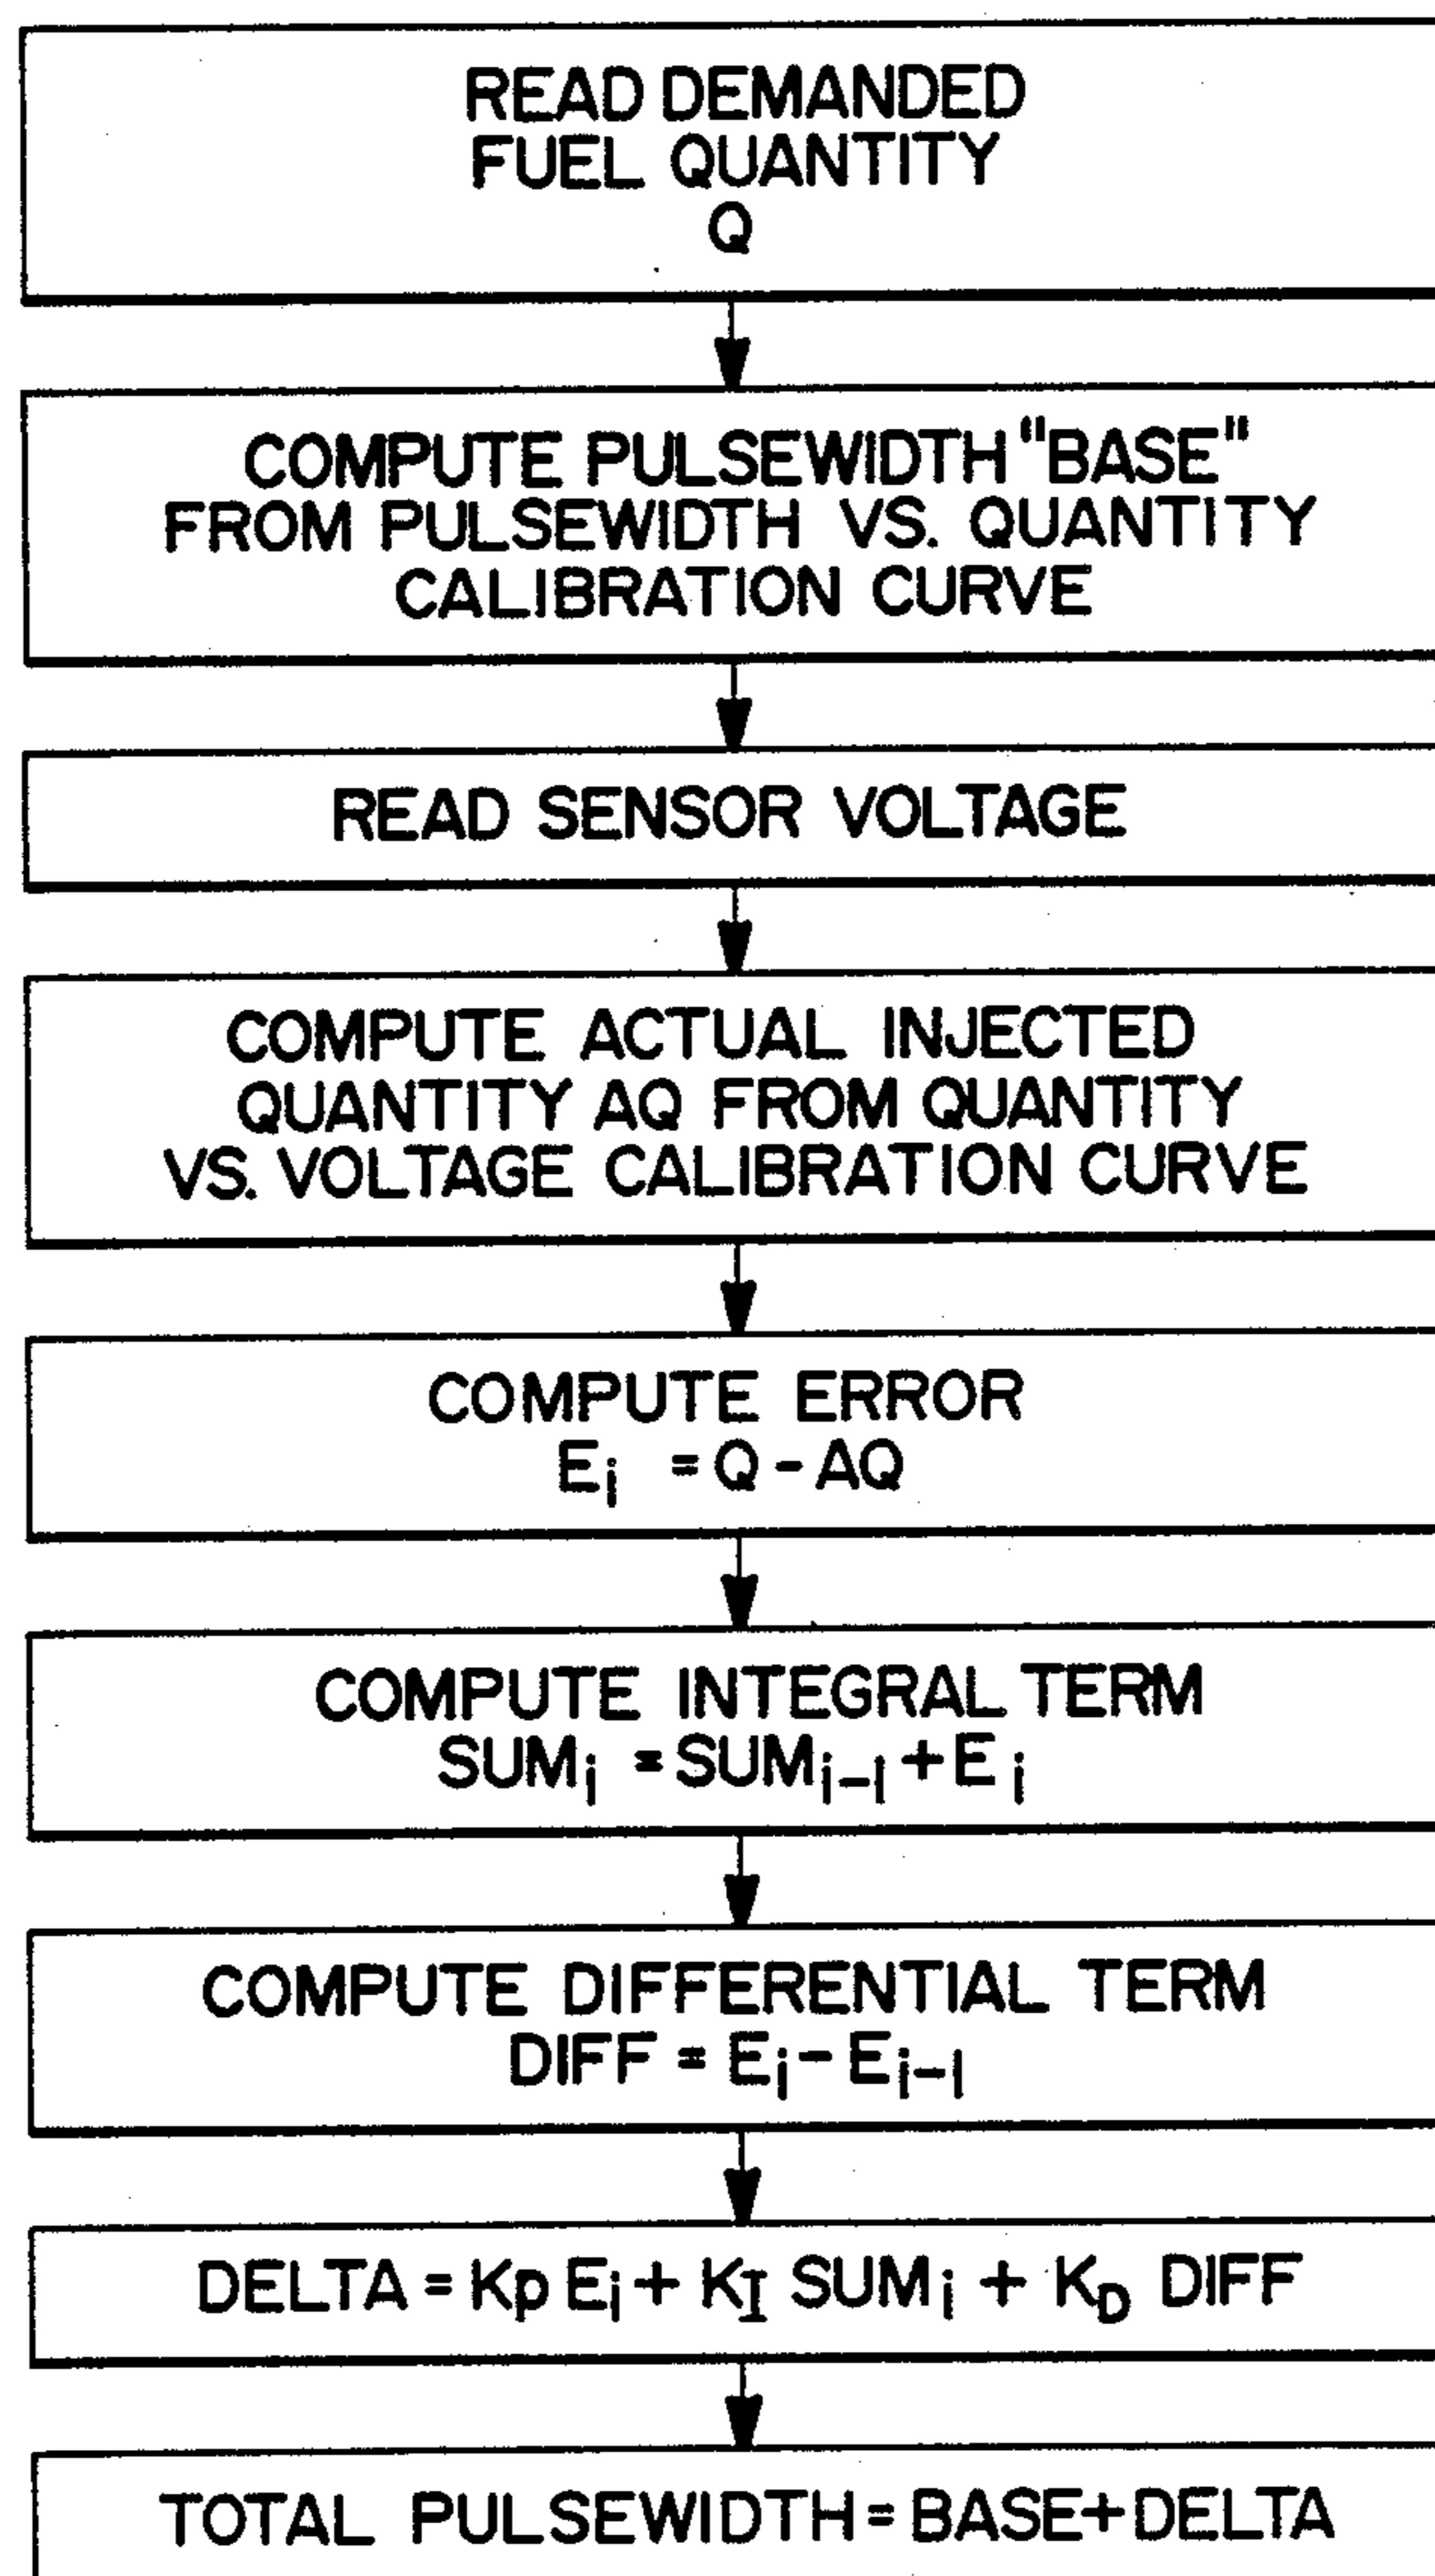 READ DEMANDED
FUEL QUANTITY
Q
COMPUTE PULSEWIDTH "BASE"
FROM PULSEWIDTH VS. QUANTITY
CALIBRATION CURVE
READ SENSOR VOLTAGE
COMPUTE ACTUAL INJECTED
QUANTITY AQ FROM QUANTITY
VS. VOLTAGE CALIBRATION CURVE
COMPUTE ERROR
Ei = Q - AQ
COMPUTE INTEGRAL TERM
SUMi = SUMi-1 + Ei
COMPUTE DIFFERENTIAL TERM
DIFF = Ei - Ei-1
DELTA = Kp Ei + KI SUMi + KD DIFF
TOTAL PULSEWIDTH = BASE + DELTA